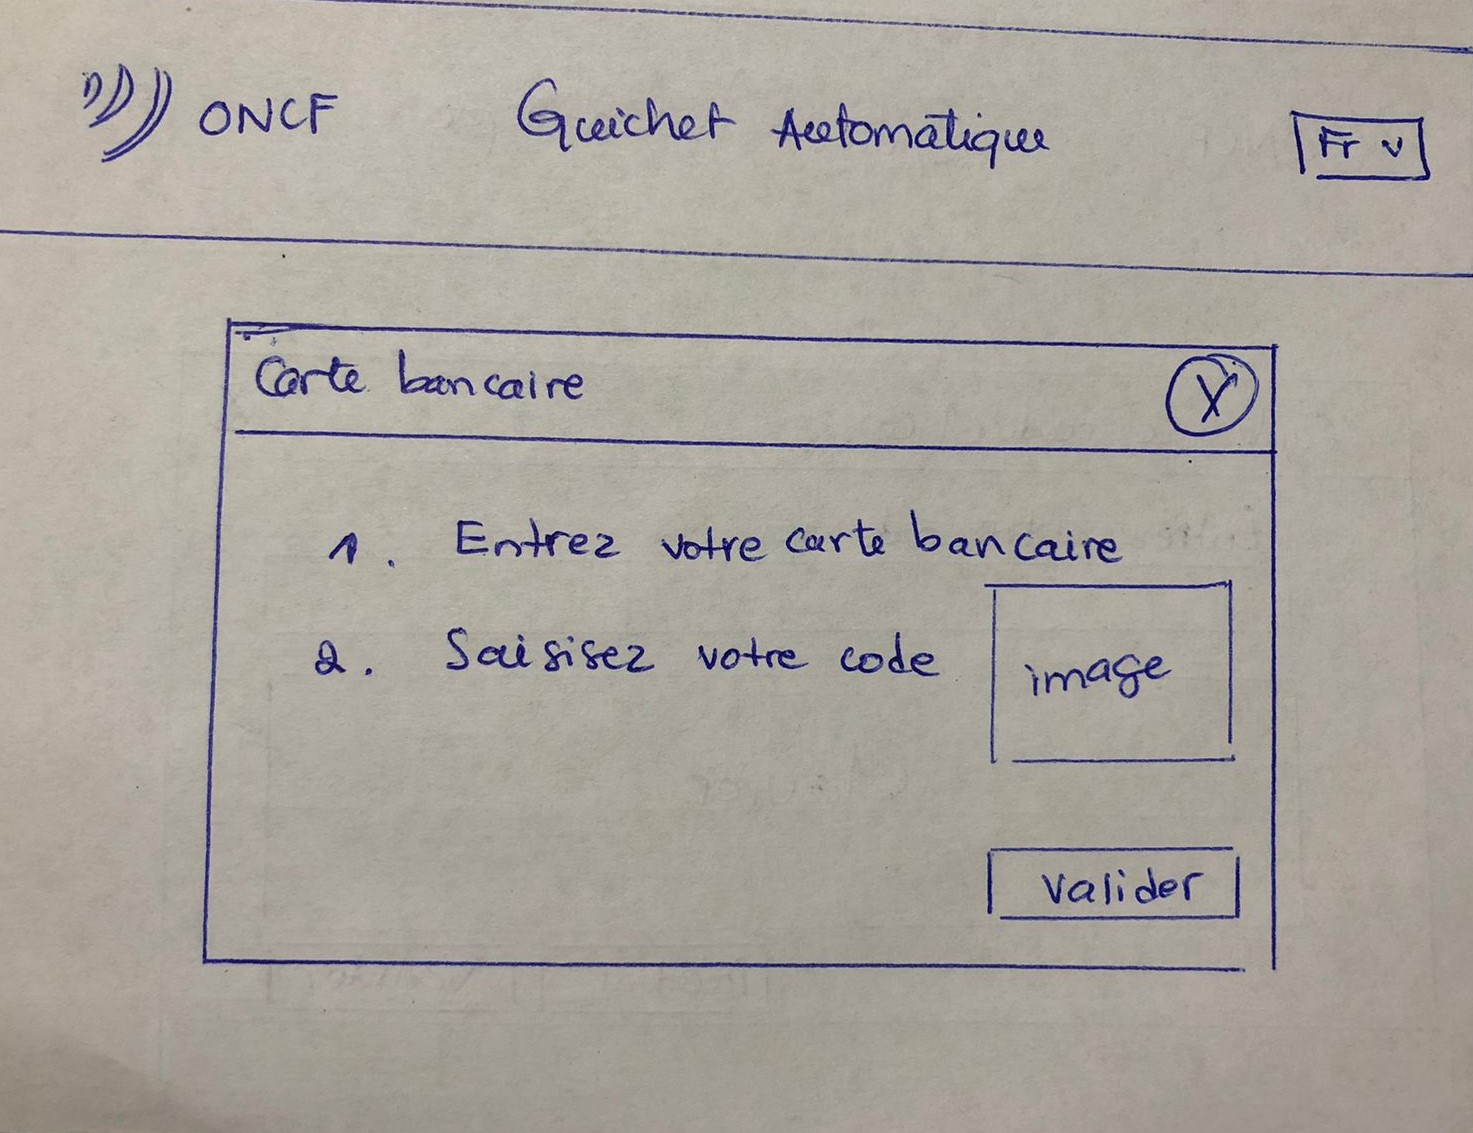 ONCF Guichet Automatique Fr v
Carte bancaire X
1. Entrez votre carte bancaire
2. Saisisez votre code
image
Valider